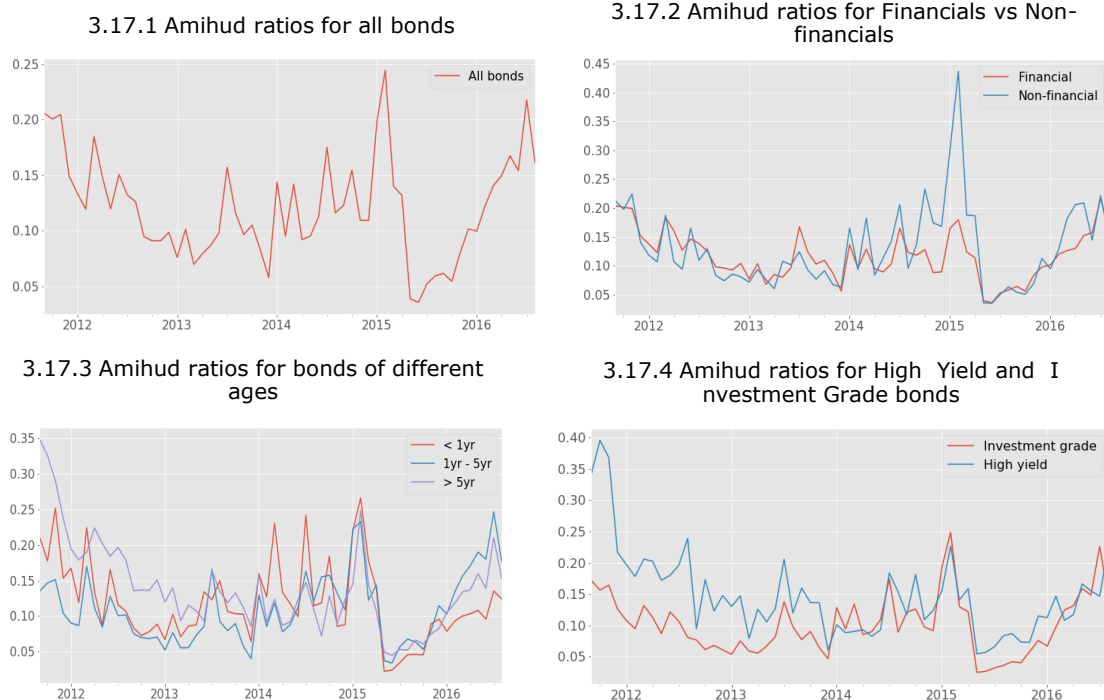 3.17.1 Amihud ratios for all bonds
0.25
0.20
0.15
0.10
0.05
All bonds
2012 2013 2014 2015 2016
3.17.2 Amihud ratios for Financials vs Non-
financials
0.45
0.40
0.35
0.30
0.25
0.20
0.15
0.10
0.05
Financial
Non-financial
2012 2013 2014 2015 2016
3.17.3 Amihud ratios for bonds of different
ages
0.35
0.30
0.25
0.20
0.15
0.10
0.05
< 1yr
1yr - 5yr
> 5yr
2012 2013 2014 2015 2016
3.17.4 Amihud ratios for High Yield and I
nvestment Grade bonds
0.40
0.35
0.30
0.25
0.20
0.15
0.10
0.05
Investment grade
High yield
2012 2013 2014 2015 2016